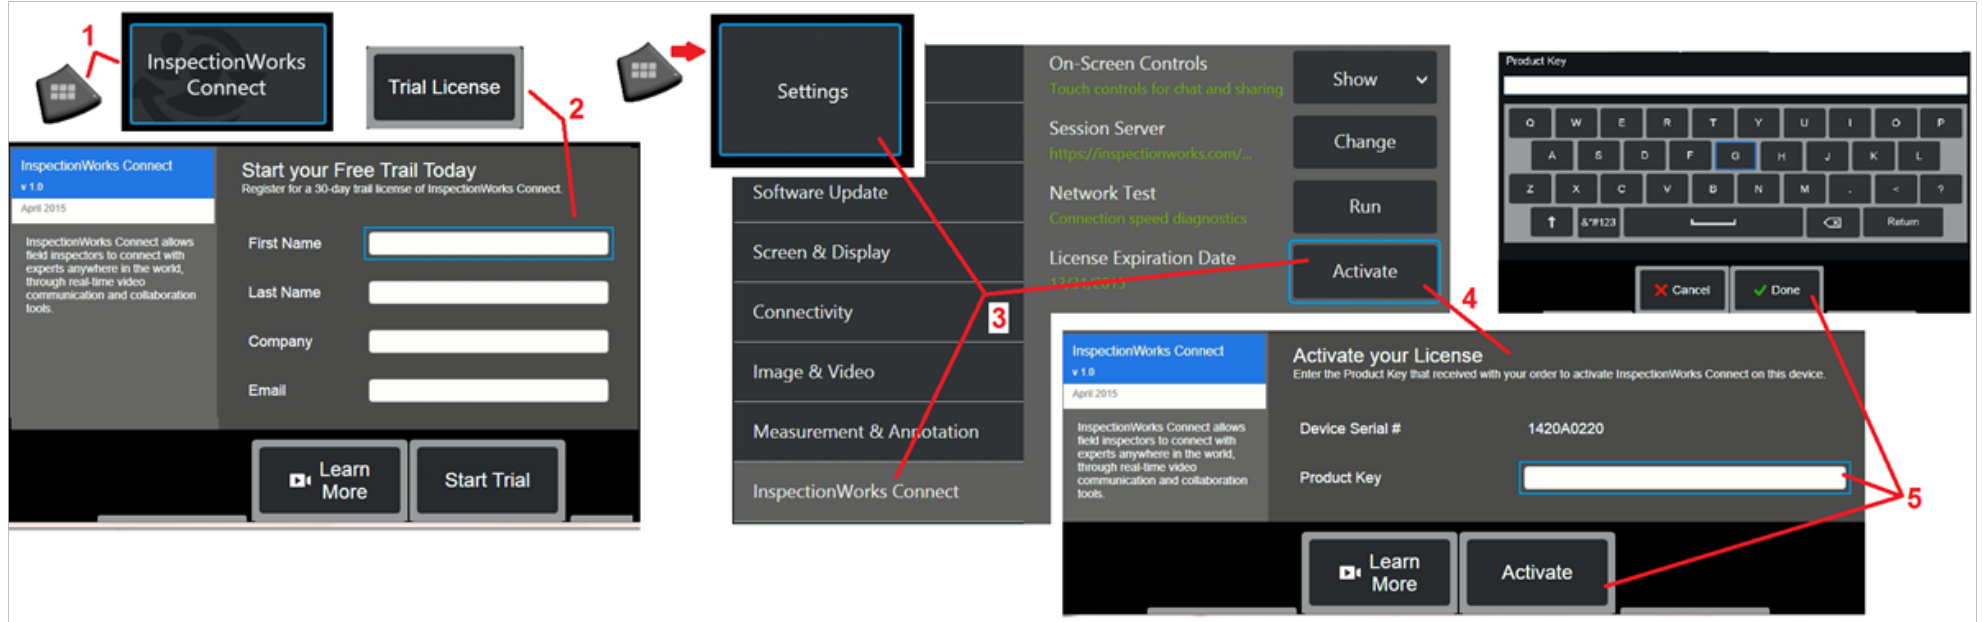 1
InspectionWorks
Connect
Trial License
2
InspectionWorks Connect
v 1.0
April 2015
InspectionWorks Connect allows
field inspectors to connect with
experts anywhere in the world,
through real-time video
communication and collaboration
tools.
Start your Free Trail Today
Register for a 30-day trail license of InspectionWorks Connect.
First Name
Last Name
Company
Email
Learn
More
Start Trial
Settings
Software Update
Screen & Display
Connectivity
Image & Video
Measurement & Annotation
InspectionWorks Connect
3
On-Screen Controls
Touch controls for chat and sharing
Show
Session Server
https://inspectionworks.com/...
Change
Network Test
Connection speed diagnostics
Run
License Expiration Date
12/31/2015
Activate
4
Product Key
Q W E R T Y U I O P
A S D F G H J K L
Z X C V B N M . < ?
&*#123
Return
Cancel
Done
InspectionWorks Connect
v 1.0
April 2015
InspectionWorks Connect allows
field inspectors to connect with
experts anywhere in the world,
through real-time video
communication and collaboration
tools.
Activate your License
Enter the Product Key that received with your order to activate InspectionWorks Connect on this device.
Device Serial # 1420A0220
Product Key
5
Learn
More
Activate